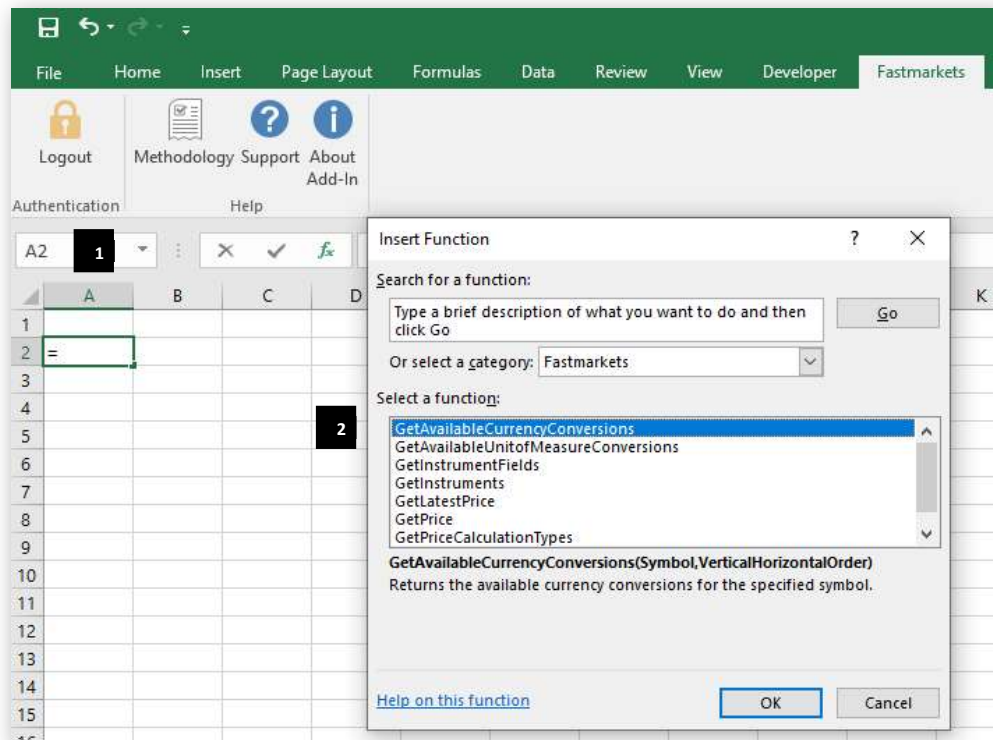 File Home Insert Page Layout Formulas Data Review View Developer Fastmarkets
Logout Methodology Support About Add-In
Authentication Help
A2 1 fx
Insert Function ? ×
Search for a function:
Type a brief description of what you want to do and then click Go
Go
Or select a category: Fastmarkets
Select a function:
2
GetAvailableCurrencyConversions
GetAvailableUnitofMeasureConversions
GetInstrumentFields
GetInstruments
GetLatestPrice
GetPrice
GetPriceCalculationTypes
GetAvailableCurrencyConversions(Symbol,VerticalHorizontalOrder)
Returns the available currency conversions for the specified symbol.
Help on this function
OK Cancel
A B C D K
1
2 =
3
4
5
6
7
8
9
10
11
12
13
14
15
16